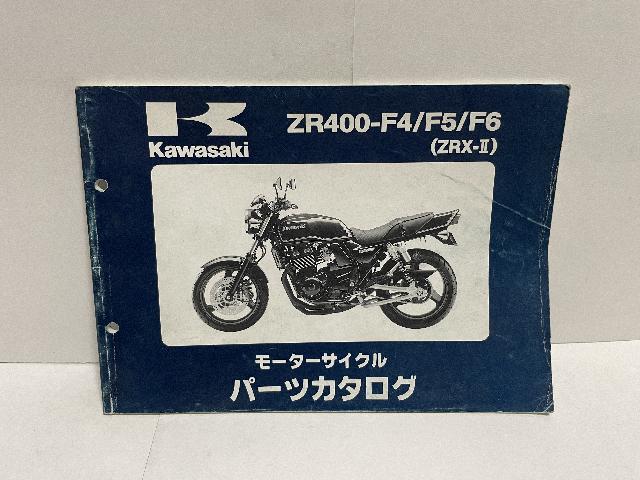 Kawasaki
ZR400-F4/F5/F6
(ZRX-Ⅱ)
モーターサイクル
パーツカタログ